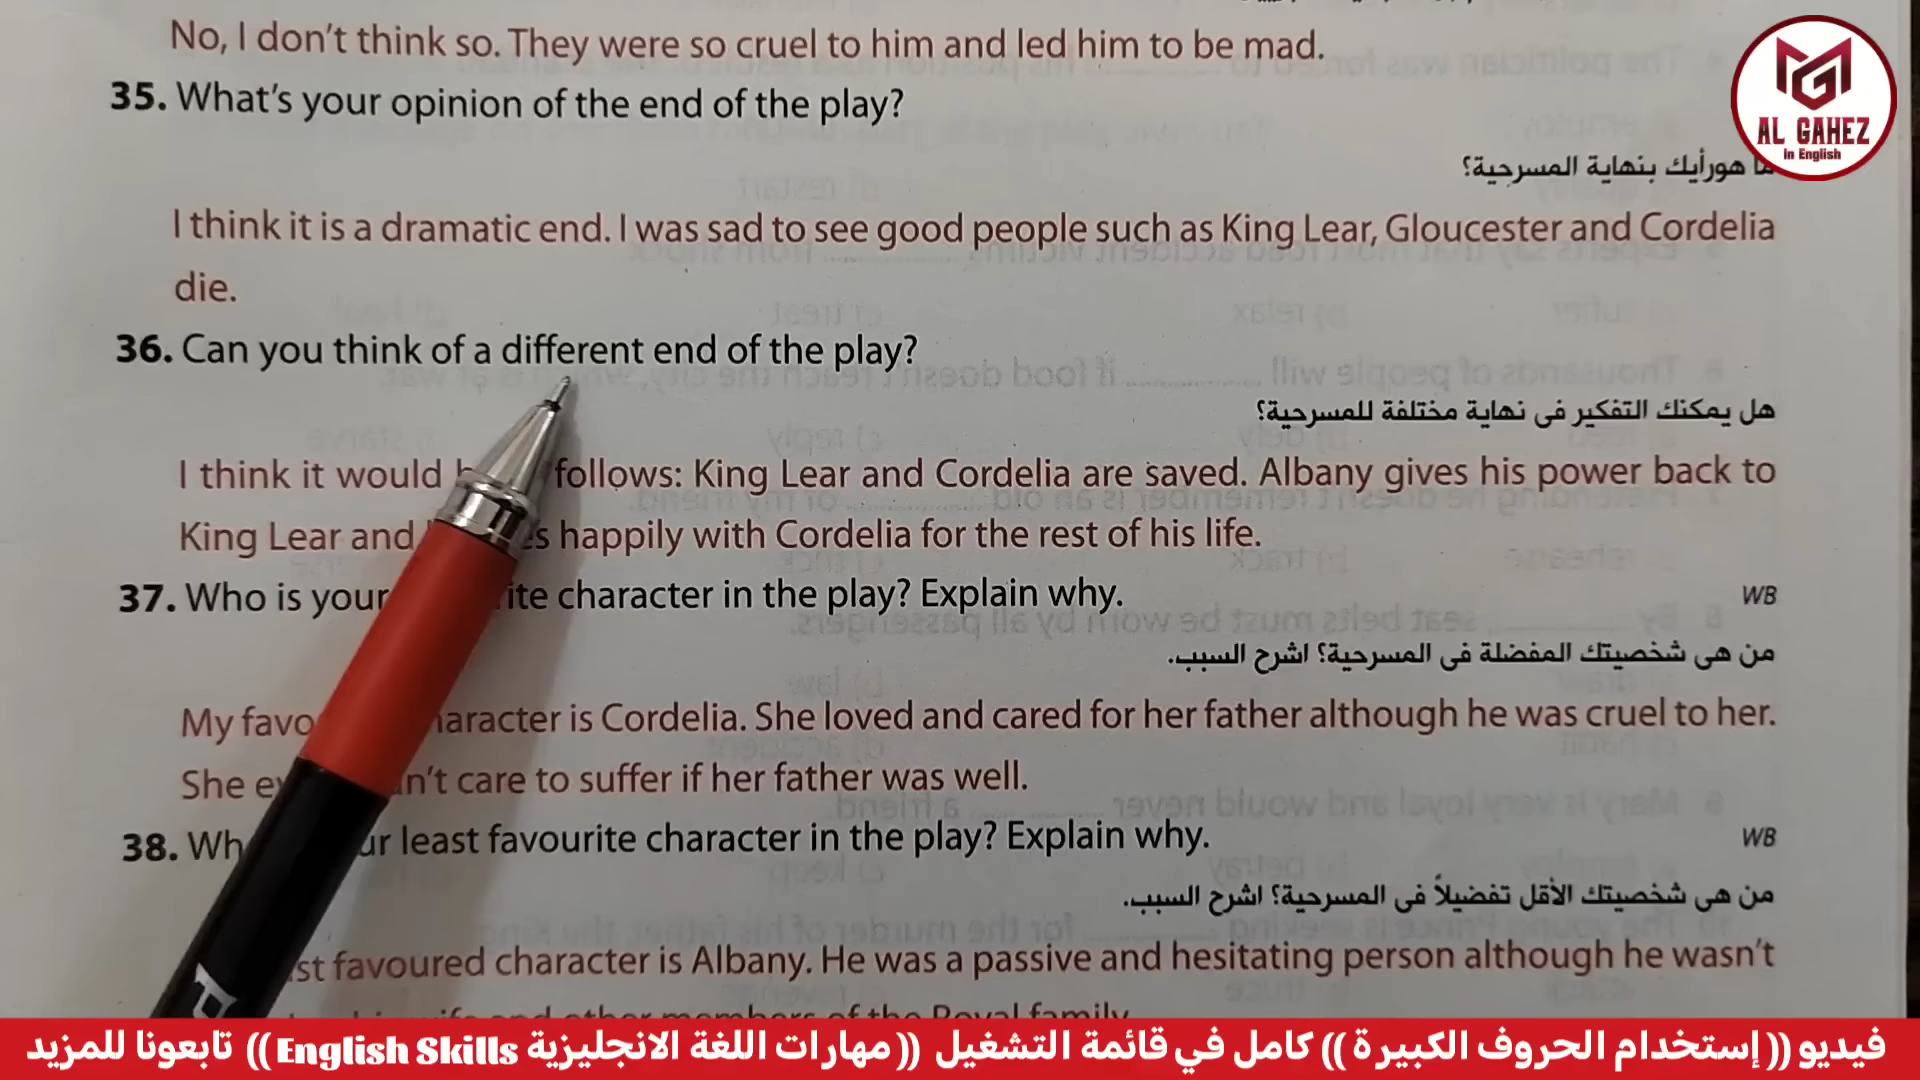 No, I don't think so. They were so cruel to him and led him to be mad.
AL GAHEZ
in English
35. What's your opinion of the end of the play?
هورأيك بنهاية المسرحية؟
I think it is a dramatic end. I was sad to see good people such as King Lear, Gloucester and Cordelia
die.
36. Can you think of a different end of the play?
هل يمكنك التفكير فى نهاية مختلفة للمسرحية؟
I think it would follows: King Lear and Cordelia are saved. Albany gives his power back to
King Lear and happily with Cordelia for the rest of his life.
37. Who is your character in the play? Explain why.
WB
من هى شخصيتك المفضلة فى المسرحية؟ اشرح السبب.
My is Cordelia. She loved and cared for her father although he was cruel to her.
She care to suffer if her father was well.
38. least favourite character in the play? Explain why.
WB
من هى شخصيتك الأقل تفضيلاً فى المسرحية؟ اشرح السبب.
favoured character is Albany. He was a passive and hesitating person although he wasn't
and other members of the Royal family.
فيديو (( إستخدام الحروف الكبيرة )) كامل في قائمة التشغيل (( مهارات اللغة الانجليزية English Skills )) تابعونا للمزيد